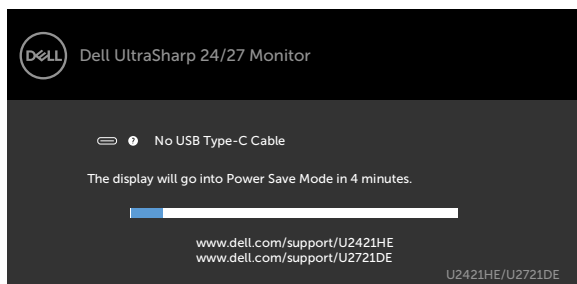 DELL
Dell UltraSharp 24/27 Monitor
? No USB Type-C Cable
The display will go into Power Save Mode in 4 minutes.
www.dell.com/support/U2421HE
www.dell.com/support/U2721DE
U2421HE/U2721DE